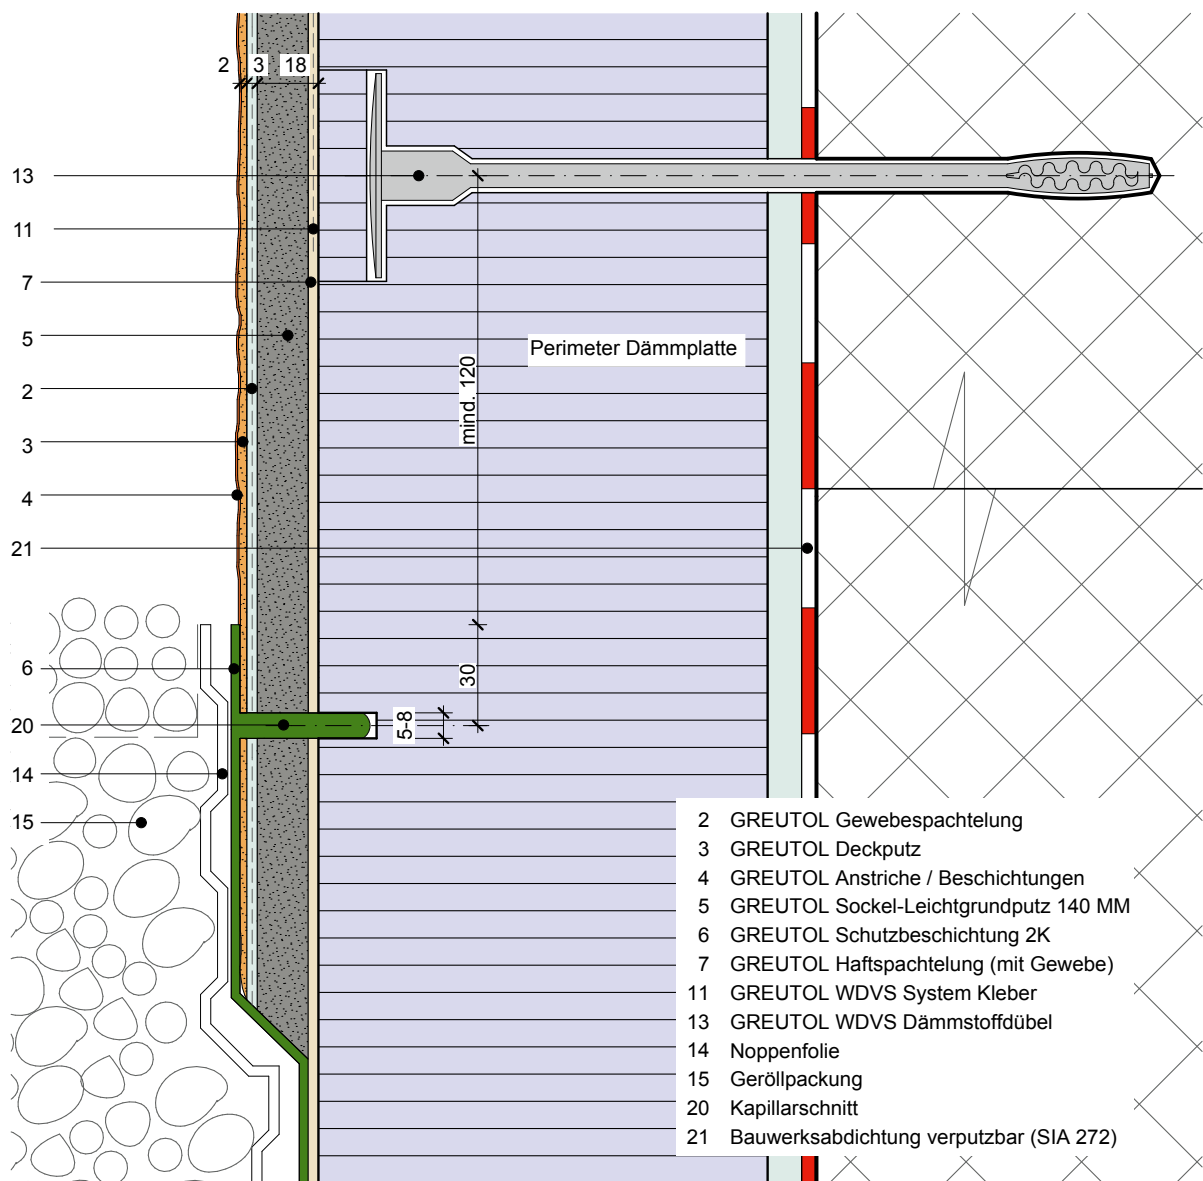 2 3 18
13
11
7
5
2
3
4
21
6
20
14
15
Perimeter Dämmplatte
mind. 120
30
5-8
2 GREUTOL Gewebespachtelung
3 GREUTOL Deckputz
4 GREUTOL Anstriche / Beschichtungen
5 GREUTOL Sockel-Leichtgrundputz 140 MM
6 GREUTOL Schutzbeschichtung 2K
7 GREUTOL Haftspachtelung (mit Gewebe)
11 GREUTOL WDVS System Kleber
13 GREUTOL WDVS Dämmstoffdübel
14 Noppenfolie
15 Geröllpackung
20 Kapillarschnitt
21 Bauwerksabdichtung verputzbar (SIA 272)